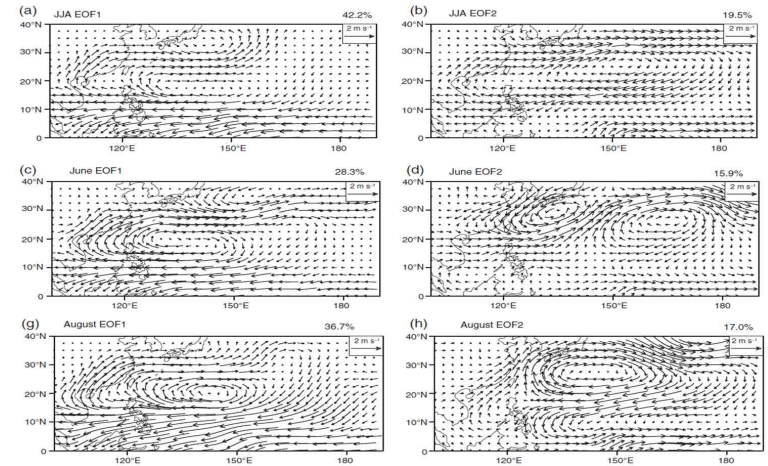 (a) JJA EOF1 42.2%
2 m s⁻¹
40°N
30°N
20°N
10°N
0
120°E 150°E 180
(b) JJA EOF2 19.5%
2 m s⁻¹
40°N
30°N
20°N
10°N
0
120°E 150°E 180
(c) June EOF1 28.3%
2 m s⁻¹
40°N
30°N
20°N
10°N
0
120°E 150°E 180
(d) June EOF2 15.9%
2 m s⁻¹
40°N
30°N
20°N
10°N
0
120°E 150°E 180
(g) August EOF1 36.7%
2 m s⁻¹
40°N
30°N
20°N
10°N
0
120°E 150°E 180
(h) August EOF2 17.0%
2 m s⁻¹
40°N
30°N
20°N
10°N
0
120°E 150°E 180